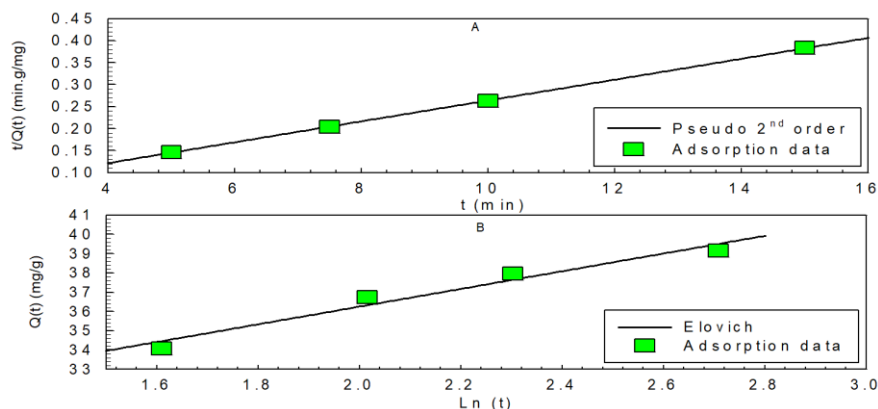 A
t/Q(t) (min.g/mg)
0.45
0.40
0.35
0.30
0.25
0.20
0.15
0.10
Pseudo 2nd order
Adsorption data
4 6 8 10 12 14 16
t (min)
B
Q(t) (mg/g)
41
40
39
38
37
36
35
34
33
Elovich
Adsorption data
1.6 1.8 2.0 2.2 2.4 2.6 2.8 3.0
Ln (t)